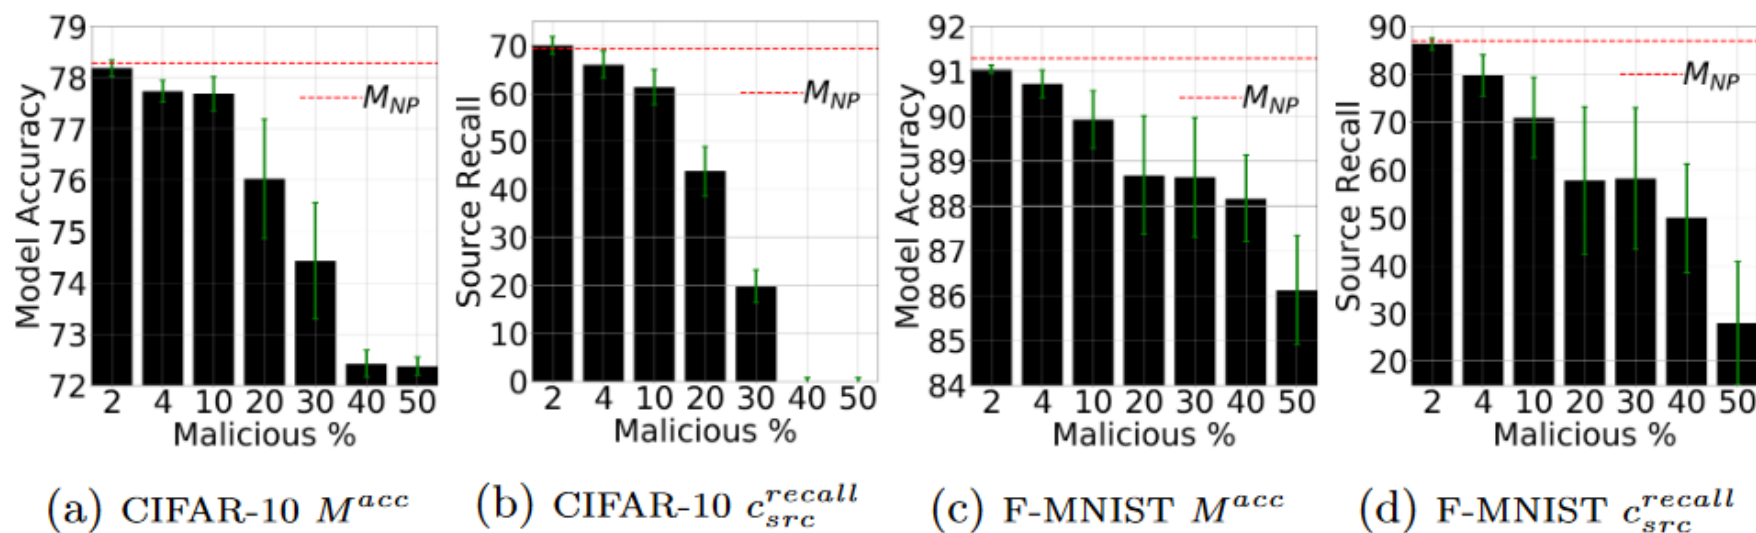 79
78
77
76
75
74
73
72
Model Accuracy
M_NP
2 4 10 20 30 40 50
Malicious %
(a) CIFAR-10 M^acc
70
60
50
40
30
20
10
0
Source Recall
M_NP
2 4 10 20 30 40 50
Malicious %
(b) CIFAR-10 c_src^recall
92
91
90
89
88
87
86
85
84
Model Accuracy
M_NP
2 4 10 20 30 40 50
Malicious %
(c) F-MNIST M^acc
90
80
70
60
50
40
30
20
Source Recall
M_NP
2 4 10 20 30 40 50
Malicious %
(d) F-MNIST c_src^recall